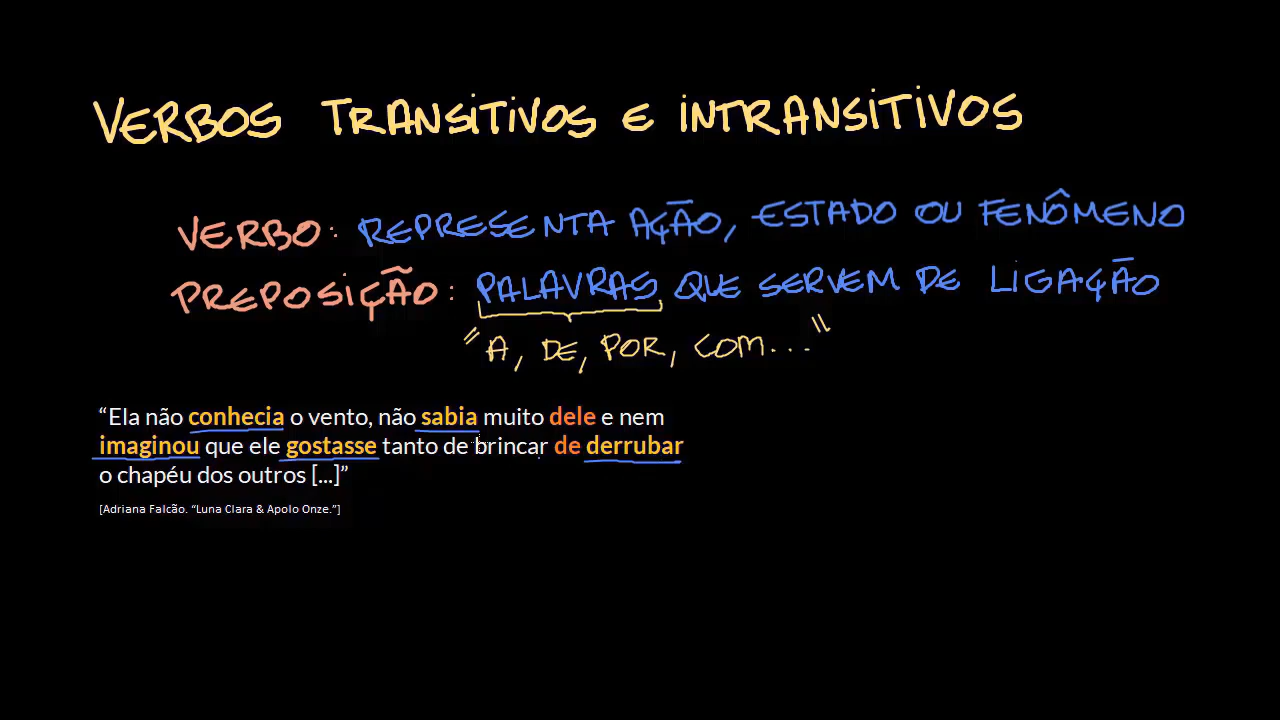 VERBOS TRANSITIVOS E INTRANSITIVOS
VERBO: REPRESENTA AÇÃO, ESTADO OU FENÔMENO
PREPOSIÇÃO: PALAVRAS QUE SERVEM DE LIGAÇÃO
"A, DE, POR, COM..."
“Ela não conhecia o vento, não sabia muito dele e nem
imaginou que ele gostasse tanto de brincar de derrubar
o chapéu dos outros [...]”
[Adriana Falcão. “Luna Clara & Apolo Onze.”]